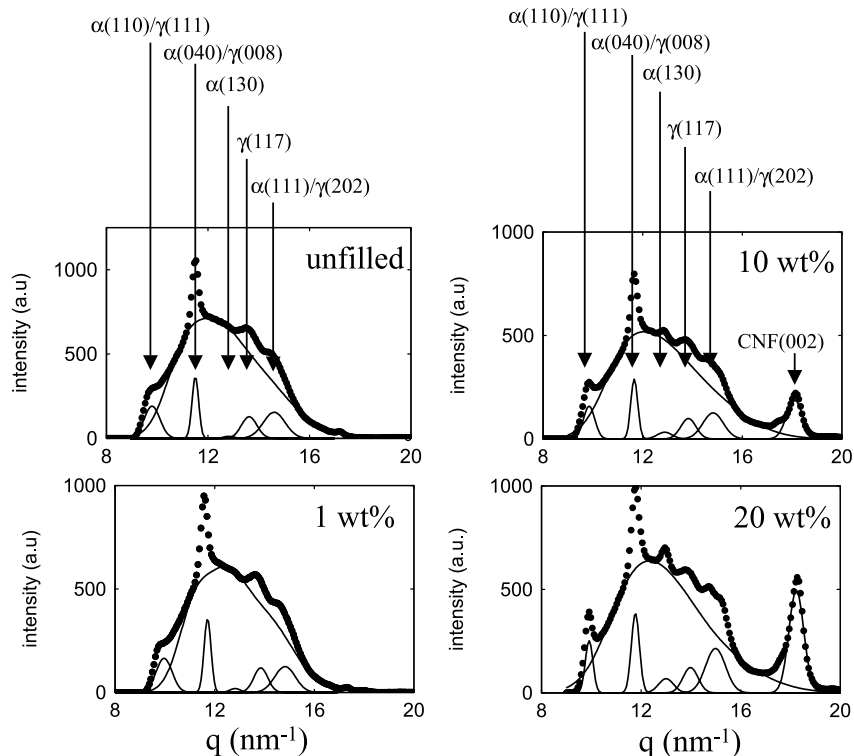 α(110)/γ(111)
α(040)/γ(008)
α(130)
γ(117)
α(111)/γ(202)
unfilled
intensity (a.u)
1000
500
0
8
12
16
20
α(110)/γ(111)
α(040)/γ(008)
α(130)
γ(117)
α(111)/γ(202)
10 wt%
CNF(002)
intensity (a.u)
1000
500
0
8
12
16
20
1 wt%
intensity (a.u)
1000
500
0
8
12
16
20
q (nm⁻¹)
20 wt%
intensity (a.u.)
1000
500
0
8
12
16
20
q (nm⁻¹)